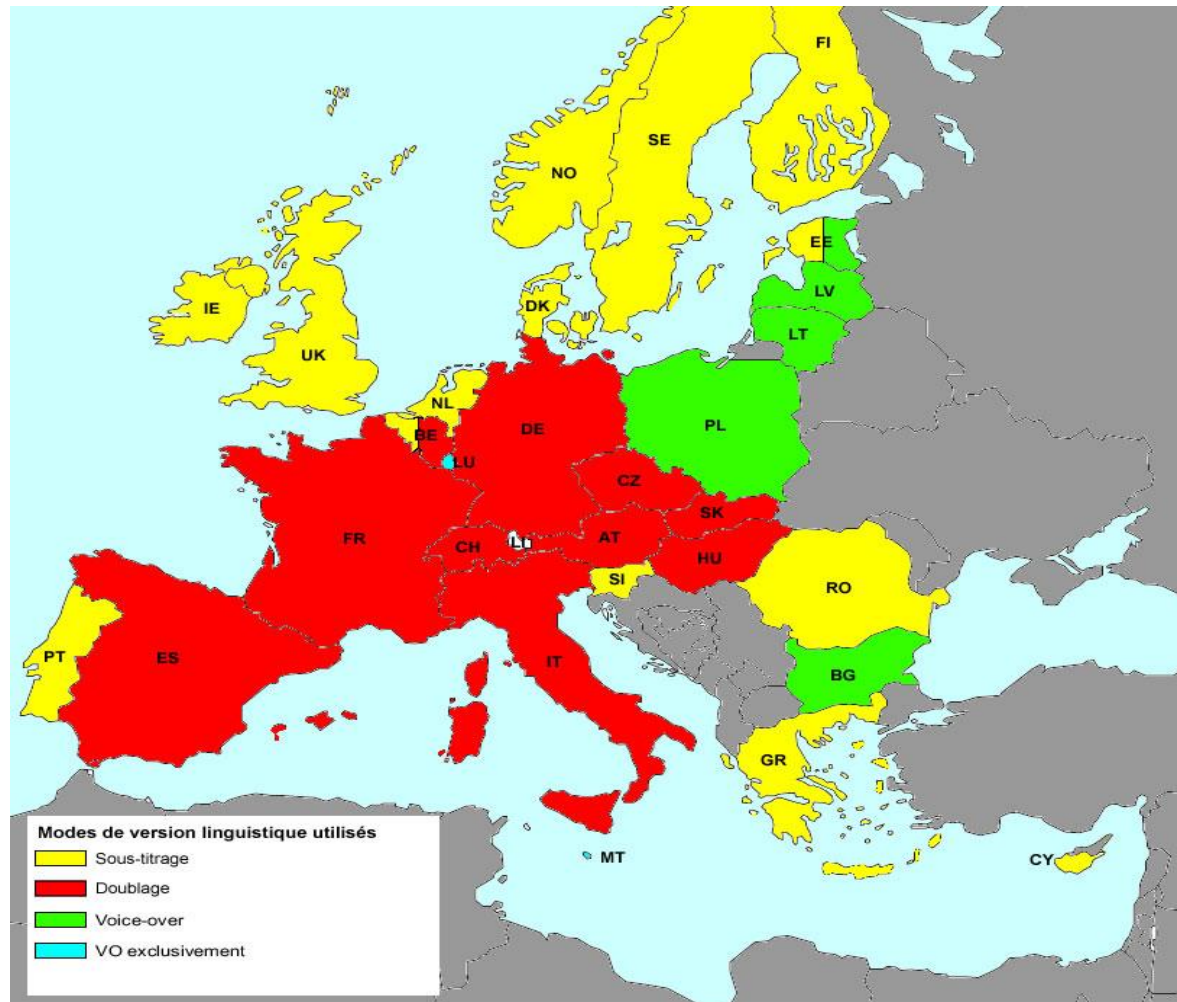 FI
SE
NO
EE
LV
DK
IE
LT
UK
NL
BE
DE
PL
LU
CZ
SK
FR
CH
LI
AT
HU
SI
RO
PT
ES
IT
BG
GR
Modes de version linguistique utilisés
Sous-titrage
MT
CY
Doublage
Voice-over
VO exclusivement